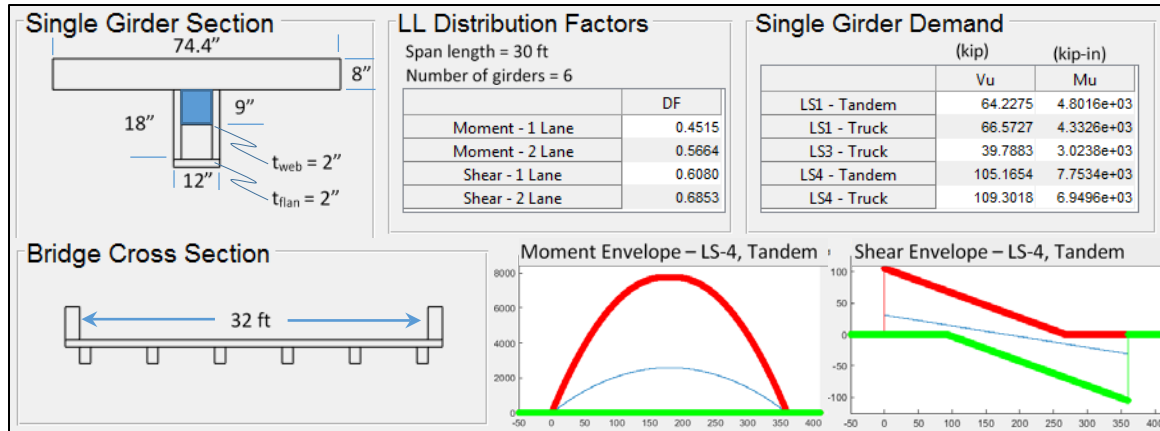 Single Girder Section
74.4”
8”
9”
18”
t_web = 2”
12”
t_flan = 2”
LL Distribution Factors
Span length = 30 ft
Number of girders = 6
DF
Moment - 1 Lane 0.4515
Moment - 2 Lane 0.5664
Shear - 1 Lane 0.6080
Shear - 2 Lane 0.6853
Single Girder Demand
(kip) (kip-in)
Vu Mu
LS1 - Tandem 64.2275 4.8016e+03
LS1 - Truck 66.5727 4.3326e+03
LS3 - Truck 39.7883 3.0238e+03
LS4 - Tandem 105.1654 7.7534e+03
LS4 - Truck 109.3018 6.9496e+03
Bridge Cross Section
32 ft
Moment Envelope – LS-4, Tandem
8000
6000
4000
2000
0
-50 0 50 100 150 200 250 300 350 400
Shear Envelope – LS-4, Tandem
100
50
0
-50
-100
-50 0 50 100 150 200 250 300 350 400